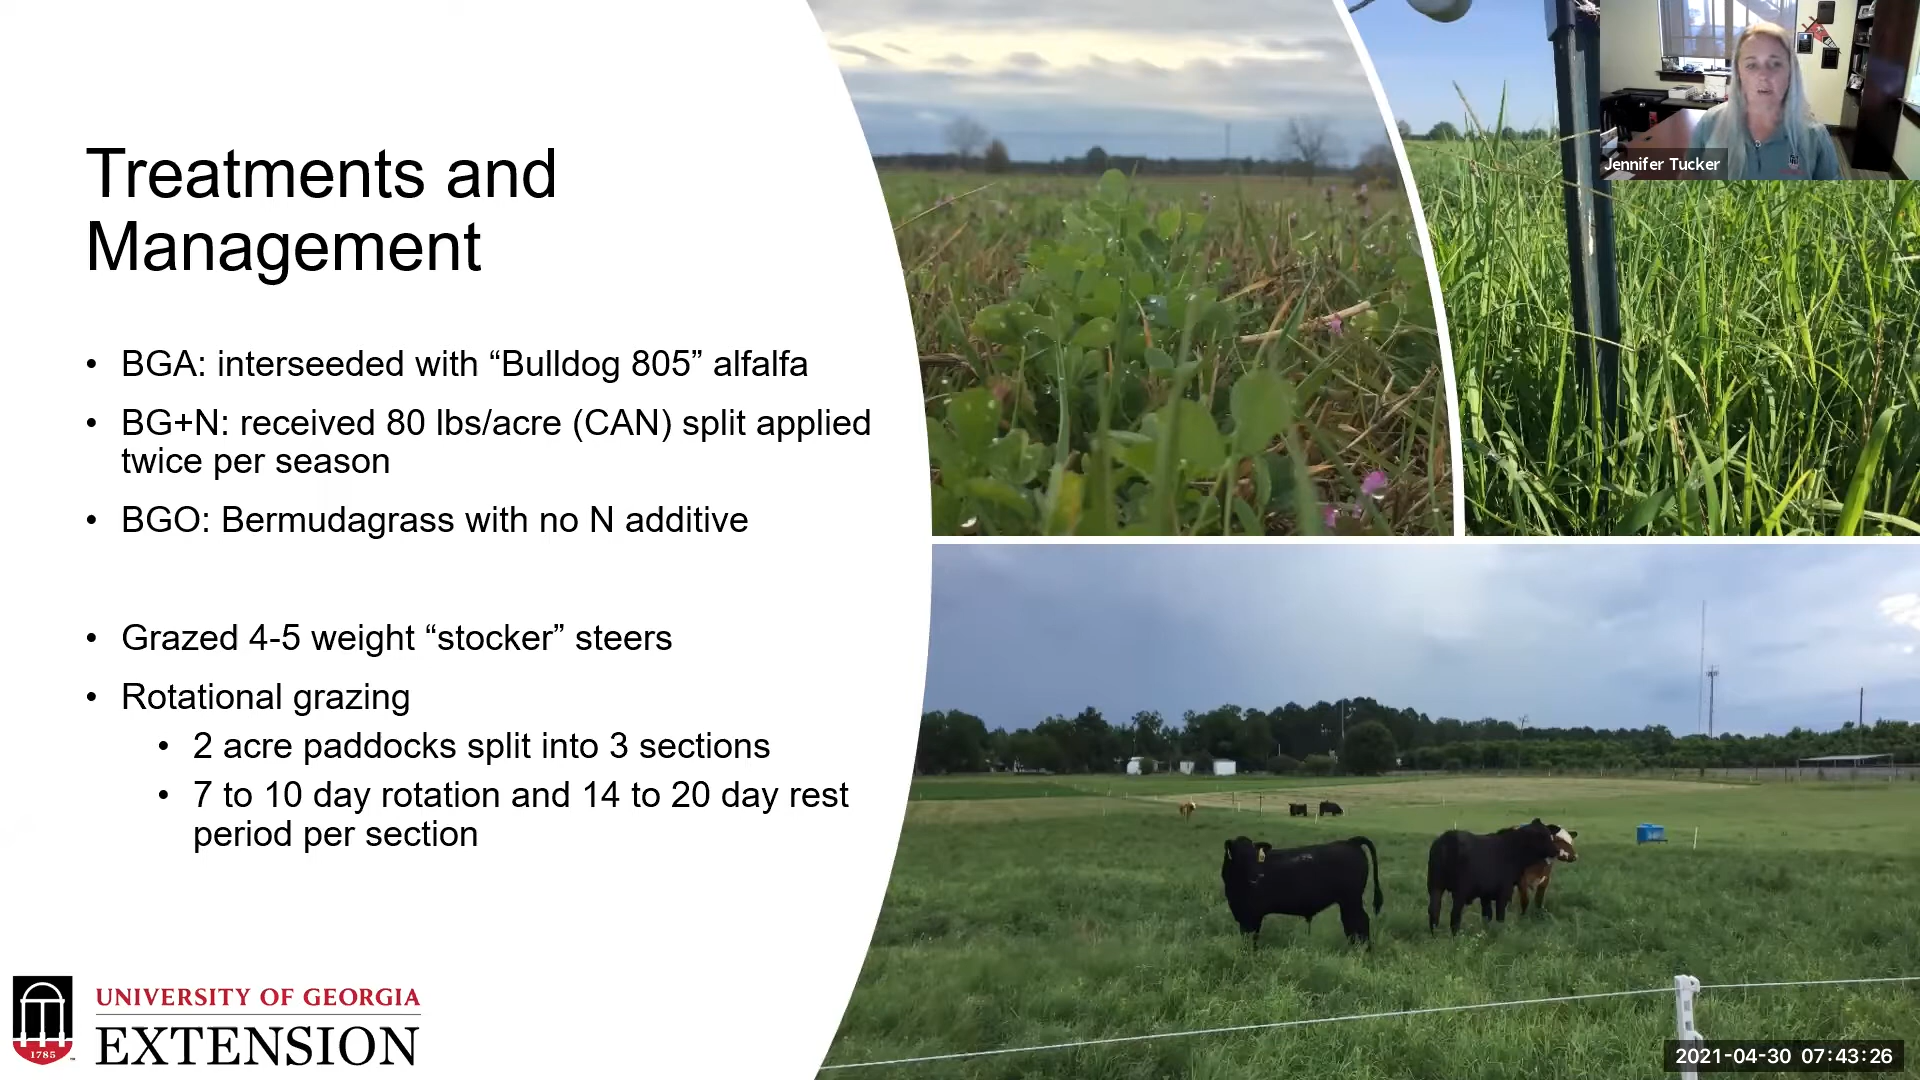 Treatments and
Management
• BGA: interseeded with “Bulldog 805” alfalfa
• BG+N: received 80 lbs/acre (CAN) split applied
twice per season
• BGO: Bermudagrass with no N additive
• Grazed 4-5 weight “stocker” steers
• Rotational grazing
• 2 acre paddocks split into 3 sections
• 7 to 10 day rotation and 14 to 20 day rest
period per section
1785
UNIVERSITY OF GEORGIA
EXTENSION
Jennifer Tucker
2021-04-30 07:43:26